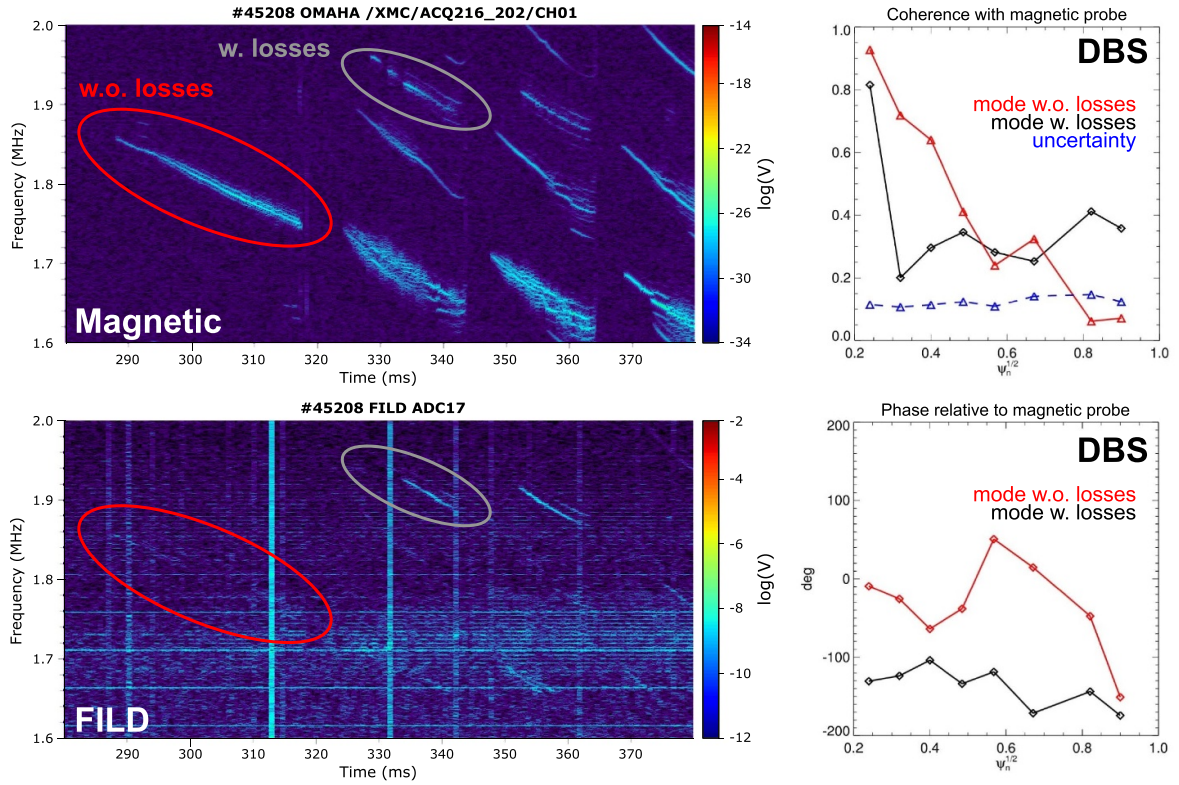 #45208 OMAHA /XMC/ACQ216_202/CH01
w. losses
w.o. losses
Magnetic
Frequency (MHz)
2.0
1.9
1.8
1.7
1.6
290
300
310
320
330
340
350
360
370
Time (ms)
-14
-18
-22
-26
-30
-34
log(V)
Coherence with magnetic probe
DBS
mode w.o. losses
mode w. losses
uncertainty
1.0
0.8
0.6
0.4
0.2
0.0
0.2
0.4
0.6
0.8
1.0
ψn1/2
#45208 FILD ADC17
FILD
Frequency (MHz)
2.0
1.9
1.8
1.7
1.6
290
300
310
320
330
340
350
360
370
Time (ms)
-2
-4
-6
-8
-10
-12
log(V)
Phase relative to magnetic probe
DBS
mode w.o. losses
mode w. losses
deg
200
100
0
-100
-200
0.2
0.4
0.6
0.8
1.0
ψn1/2